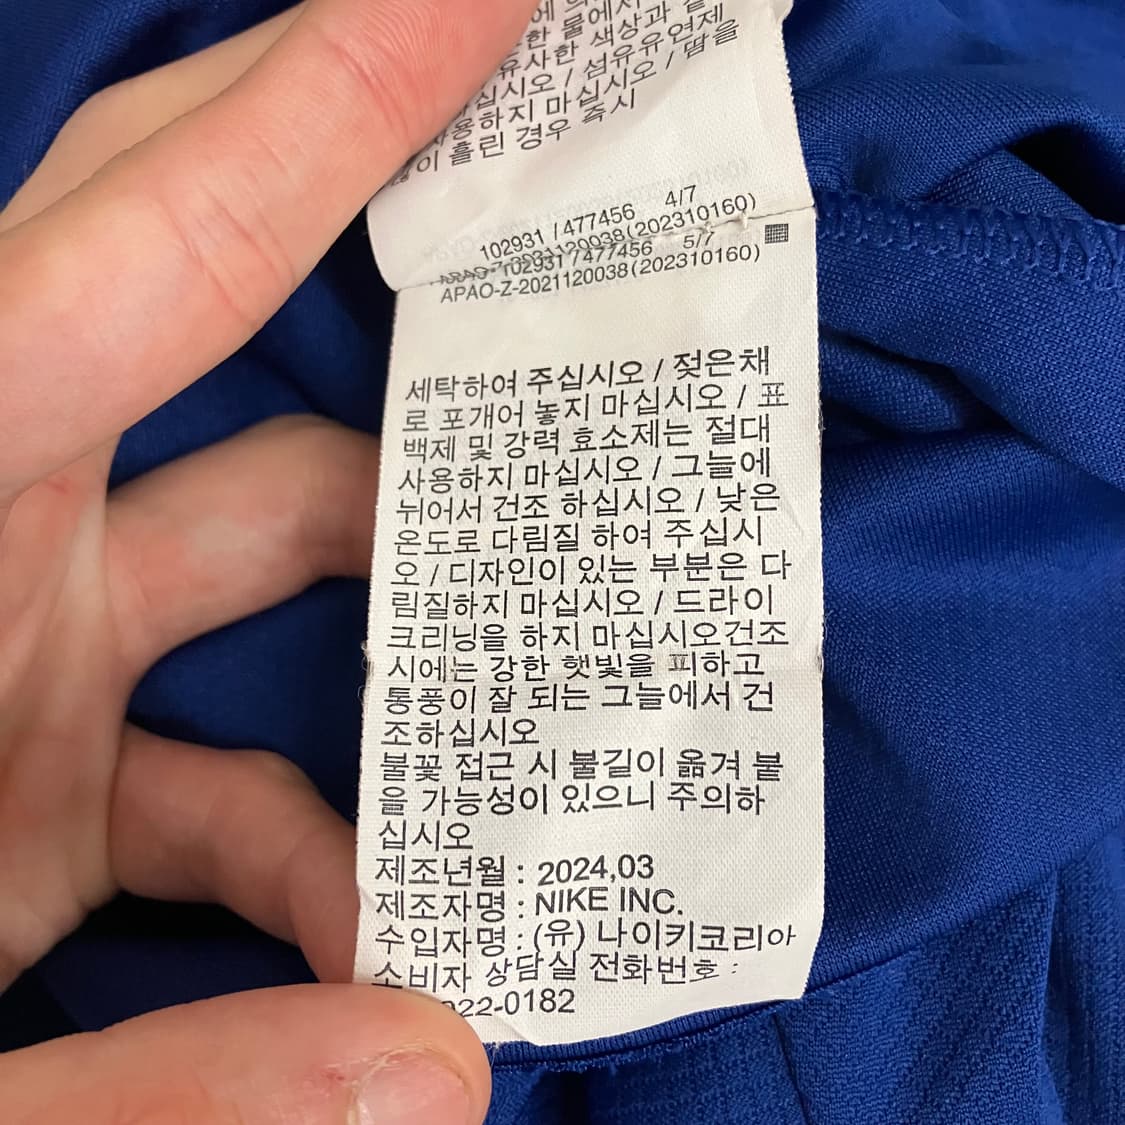 한 물에서
유사한 색상과
십시오 / 섬유유연제
사용하지 마십시오 / 땀을
이 흘린 경우 즉시
102931 / 477456 4/7
(202310160)
102931 / 477456 5/7
APAO-Z-2021120038(202310160)
세탁하여 주십시오 / 젖은채
로 포개어 놓지 마십시오 / 표
백제 및 강력 효소제는 절대
사용하지 마십시오 / 그늘에
뉘어서 건조 하십시오 / 낮은
온도로 다림질 하여 주십시
오 / 디자인이 있는 부분은 다
림질하지 마십시오 / 드라이
크리닝을 하지 마십시오건조
시에는 강한 햇빛을 피하고
통풍이 잘 되는 그늘에서 건
조하십시오
불꽃 접근 시 불길이 옮겨 붙
을 가능성이 있으니 주의하
십시오
제조년월 : 2024,03
제조자명 : NIKE INC.
수입자명 : (유) 나이키코리아
소비자 상담실 전화번호 :
022-0182